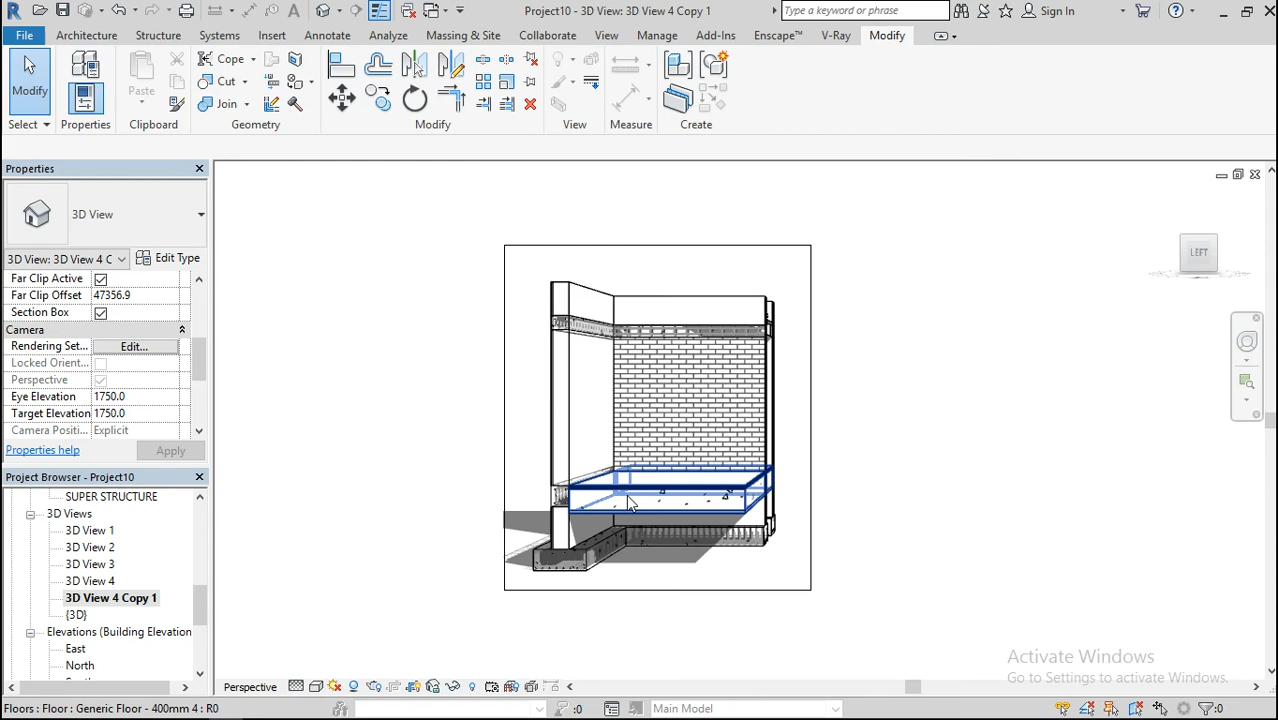 Project10 - 3D View: 3D View 4 Copy 1
Type a keyword or phrase
Sign In
File
Architecture
Structure
Systems
Insert
Annotate
Analyze
Massing & Site
Collaborate
View
Manage
Add-Ins
Enscape™
V-Ray
Modify
Modify
Properties
Paste
Cope
Cut
Join
Select
Properties
Clipboard
Geometry
Modify
View
Measure
Create
Properties
3D View
3D View: 3D View 4 C
Edit Type
Far Clip Active
Far Clip Offset 47356.9
Section Box
Camera
Rendering Set... Edit...
Locked Orient...
Perspective
Eye Elevation 1750.0
Target Elevation 1750.0
Camera Positi... Explicit
Properties help
Apply
Project Browser - Project10
SUPER STRUCTURE
3D Views
3D View 1
3D View 2
3D View 3
3D View 4
3D View 4 Copy 1
{3D}
Elevations (Building Elevation
East
North
LEFT
Activate Windows
Go to Settings to activate Windows.
Perspective
Floors : Floor : Generic Floor - 400mm 4 : R0
:0
Main Model
:0